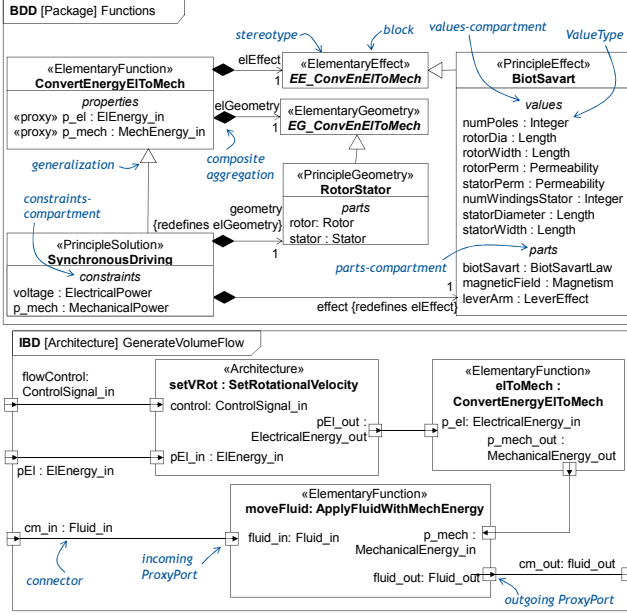 BDD [Package] Functions
stereotype
block
values-compartment
ValueType
«ElementaryFunction»
ConvertEnergyElToMech
properties
«proxy» p_el : ElEnergy_in
«proxy» p_mech : MechEnergy_in
elEffect
1
«ElementaryEffect»
EE_ConvEnElToMech
elGeometry
1
«ElementaryGeometry»
EG_ConvEnElToMech
«PrincipleEffect»
BiotSavart
values
numPoles : Integer
rotorDia : Length
rotorWidth : Length
rotorPerm : Permeability
statorPerm : Permeability
numWindingsStator : Integer
statorDiameter : Length
statorWidth : Length
parts
biotSavart : BiotSavartLaw
magneticField : Magnetism
leverArm : LeverEffect
generalization
composite
aggregation
constraints-
compartment
«PrincipleGeometry»
RotorStator
parts
rotor: Rotor
stator : Stator
geometry
{redefines elGeometry}
1
parts-compartment
«PrincipleSolution»
SynchronousDriving
constraints
voltage : ElectricalPower
p_mech : MechanicalPower
1
effect {redefines elEffect}
IBD [Architecture] GenerateVolumeFlow
flowControl:
ControlSignal_in
«Architecture»
setVRot : SetRotationalVelocity
control: ControlSignal_in
pEl_out :
ElectricalEnergy_out
pEl_in : ElEnergy_in
pEl : ElEnergy_in
«ElementaryFunction»
elToMech :
ConvertEnergyElToMech
p_el: ElectricalEnergy_in
p_mech_out :
MechanicalEnergy_out
«ElementaryFunction»
moveFluid: ApplyFluidWithMechEnergy
cm_in : Fluid_in
fluid_in: Fluid_in
p_mech :
MechanicalEnergy_in
fluid_out: Fluid_out
cm_out: fluid_out
connector
incoming
ProxyPort
outgoing ProxyPort